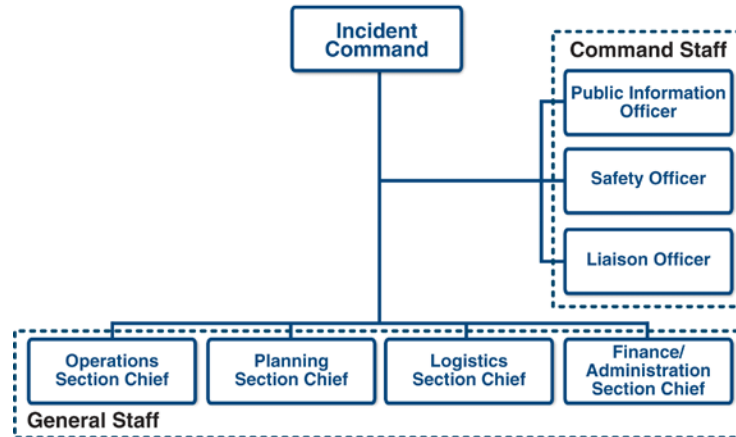 Incident
Command
Command Staff
Public Information
Officer
Safety Officer
Liaison Officer
Operations
Section Chief
Planning
Section Chief
Logistics
Section Chief
Finance/
Administration
Section Chief
General Staff